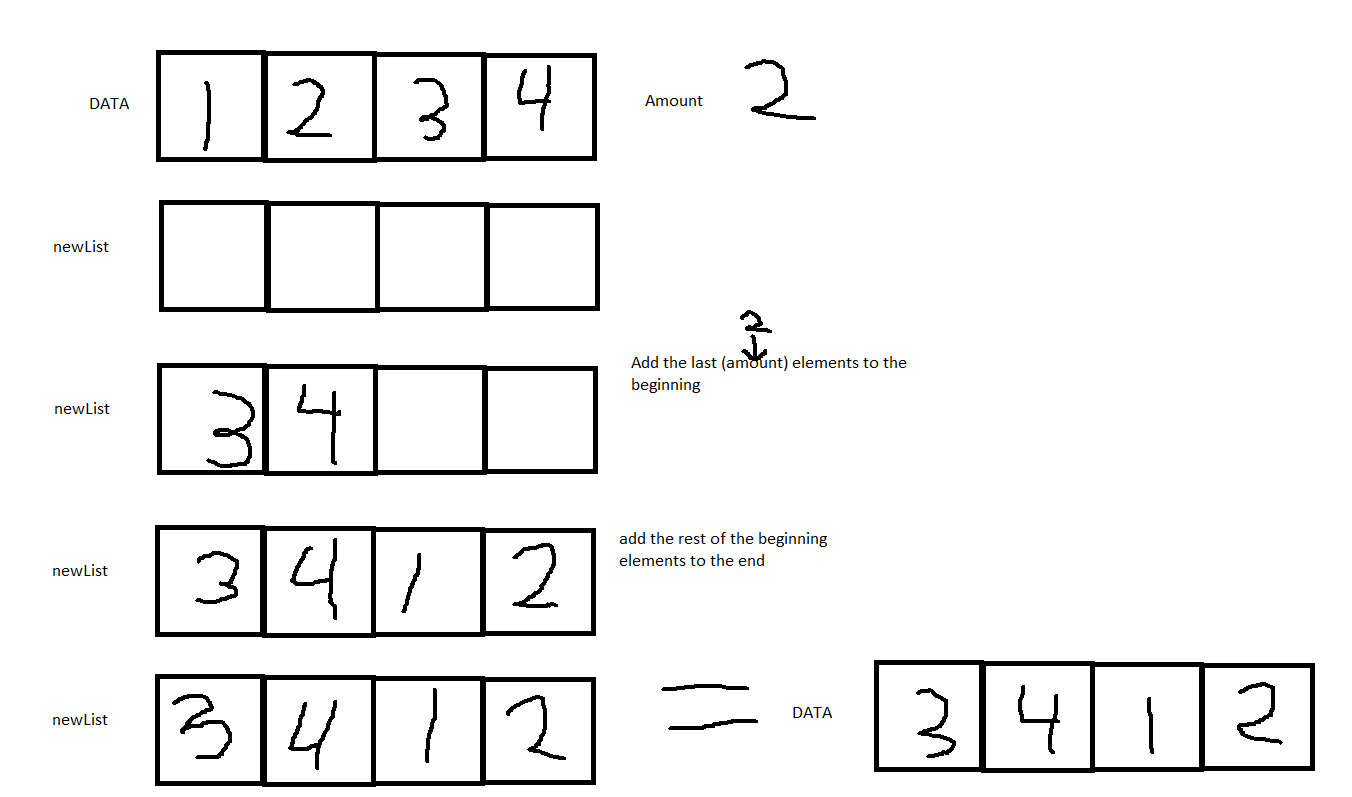 DATA 1 2 3 4 Amount 2
newList
2
Add the last (amount) elements to the
beginning
newList 3 4
add the rest of the beginning
elements to the end
newList 3 4 1 2
newList 3 4 1 2 = DATA 3 4 1 2